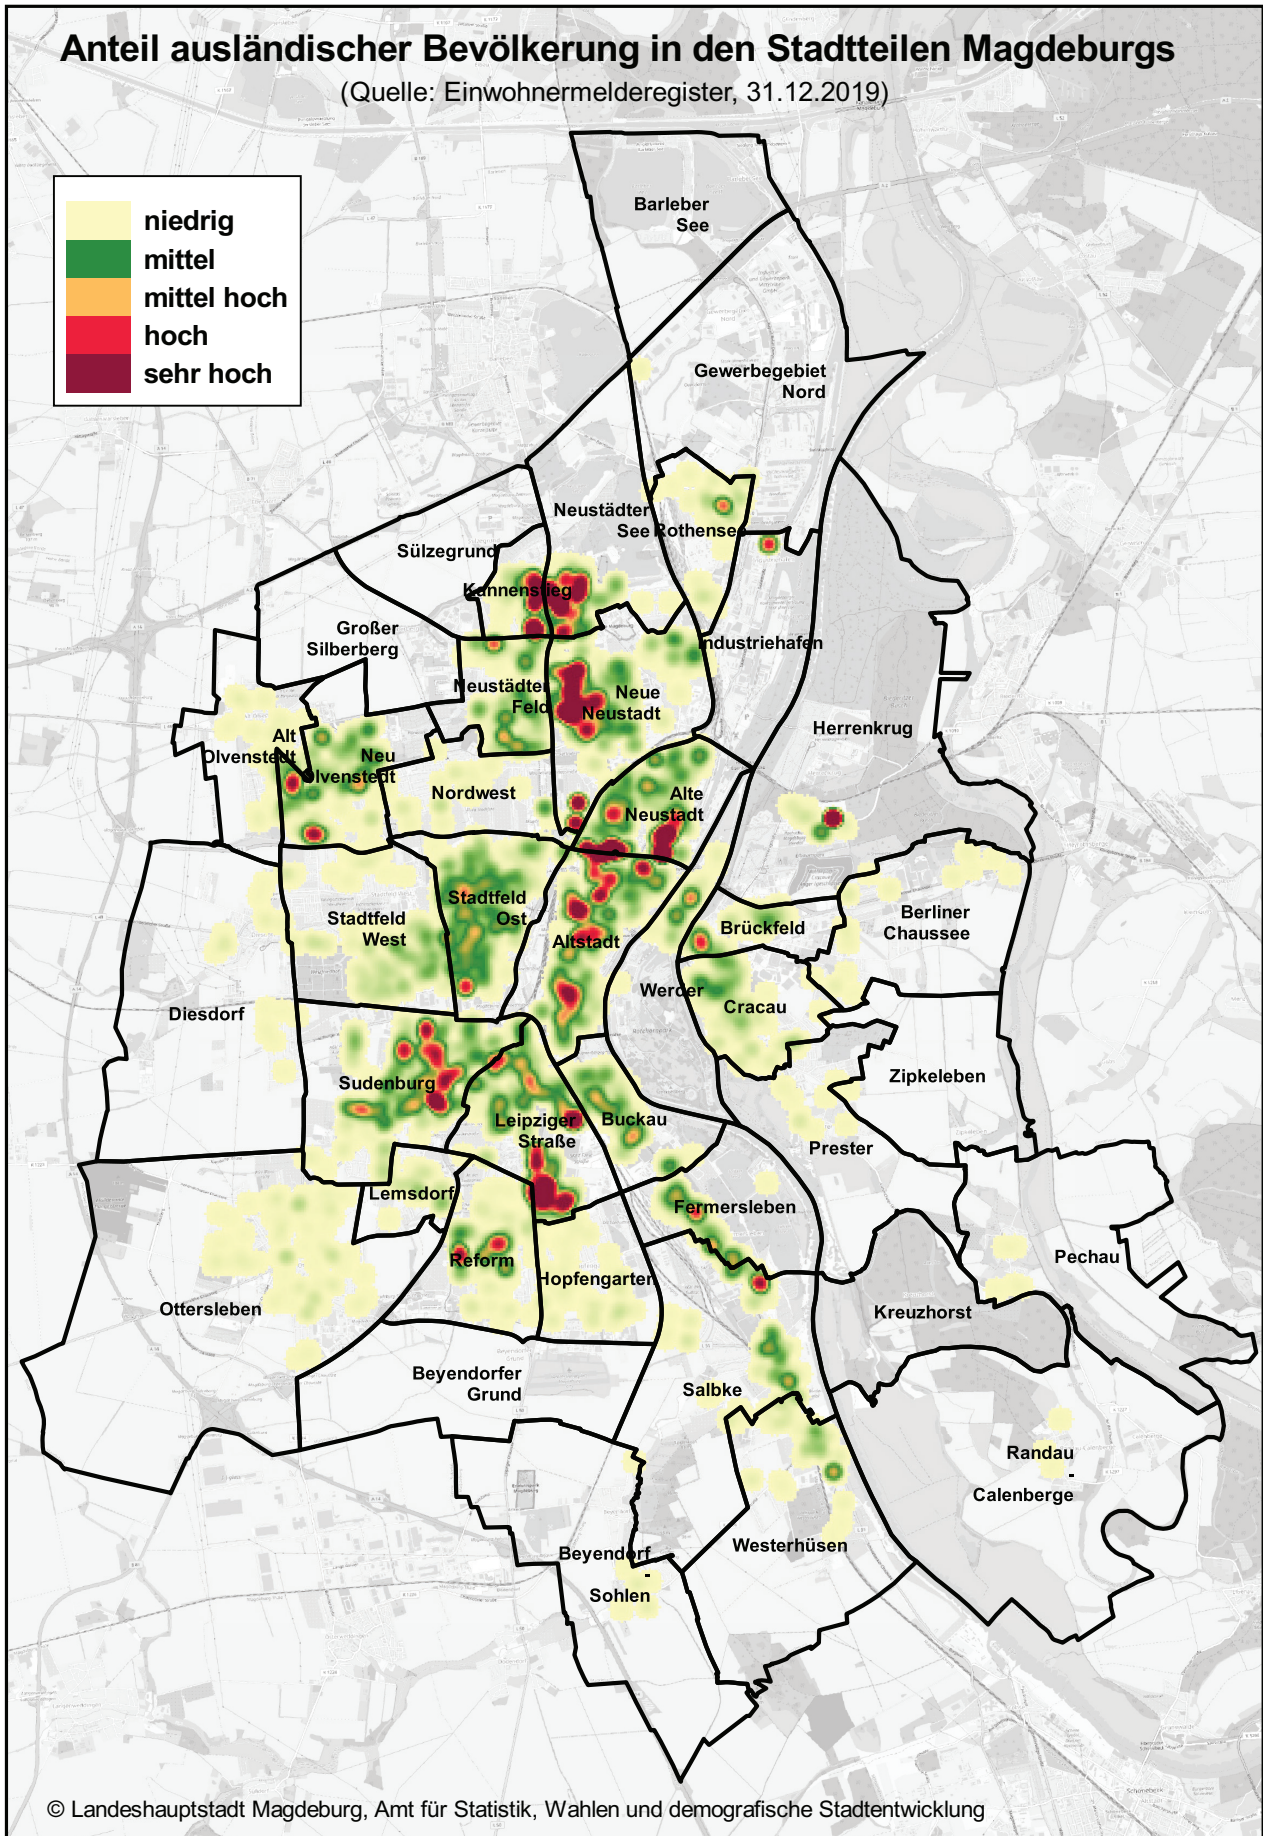 Anteil ausländischer Bevölkerung in den Stadtteilen Magdeburgs
(Quelle: Einwohnermelderegister, 31.12.2019)
niedrig
mittel
mittel hoch
hoch
sehr hoch
Barleber
See
Gewerbegebiet
Nord
Neustädter
See
Rothensee
Sülzegrund
Kannenstieg
Großer
Silberberg
Industriehafen
Neustädter
Feld
Neue
Neustadt
Herrenkrug
Alt
Olvenstedt
Neu
Olvenstedt
Nordwest
Alte
Neustadt
Stadtfeld
West
Stadtfeld
Ost
Altstadt
Brückfeld
Berliner
Chaussee
Werder
Cracau
Diesdorf
Sudenburg
Zipkeleben
Leipziger
Straße
Buckau
Prester
Lemsdorf
Fermersleben
Reform
Hopfengarten
Pechau
Ottersleben
Kreuzhorst
Beyendorfer
Grund
Salbke
Randau
-
Calenberge
Westerhüsen
Beyendorf
-
Sohlen
© Landeshauptstadt Magdeburg, Amt für Statistik, Wahlen und demografische Stadtentwicklung